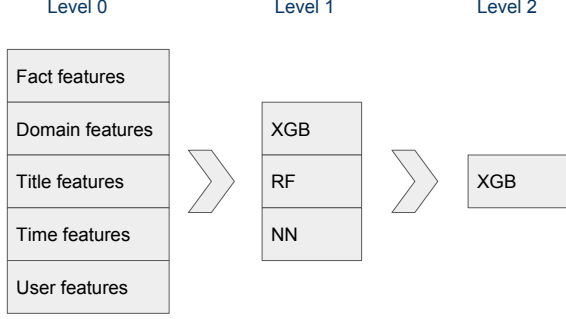 Level 0
Level 1
Level 2
Fact features
Domain features
Title features
Time features
User features
XGB
RF
NN
XGB